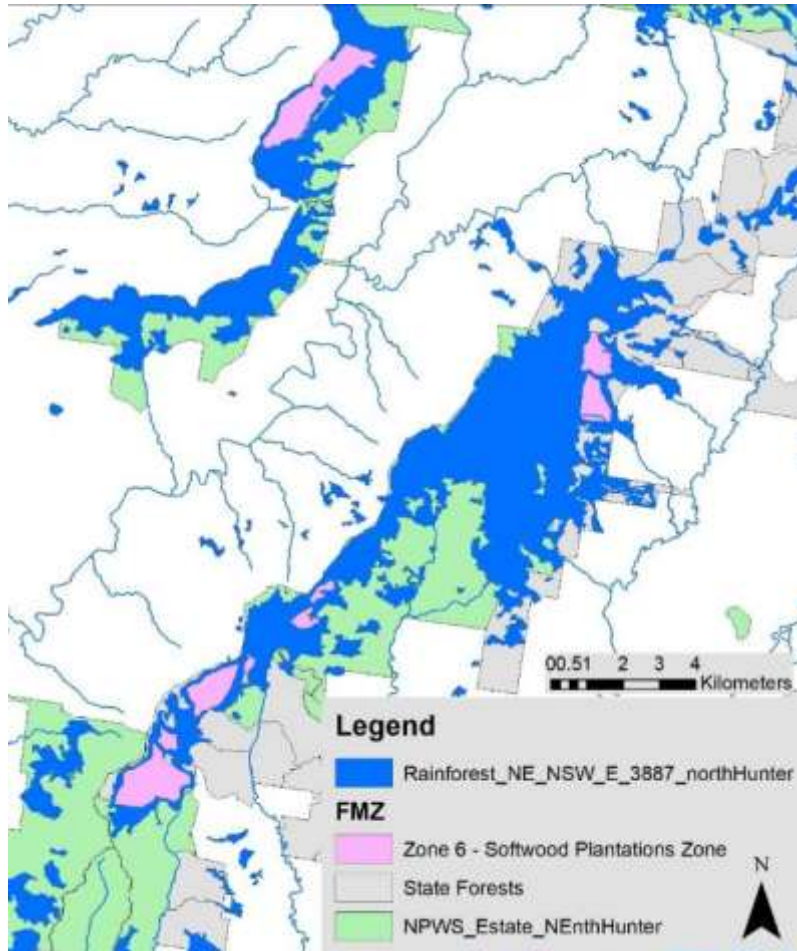 00.51 2 3 4
Kilometers
Legend
Rainforest_NE_NSW_E_3887_northHunter
FMZ
Zone 6 - Softwood Plantations Zone
State Forests
NPWS_Estate_NEnthHunter
N